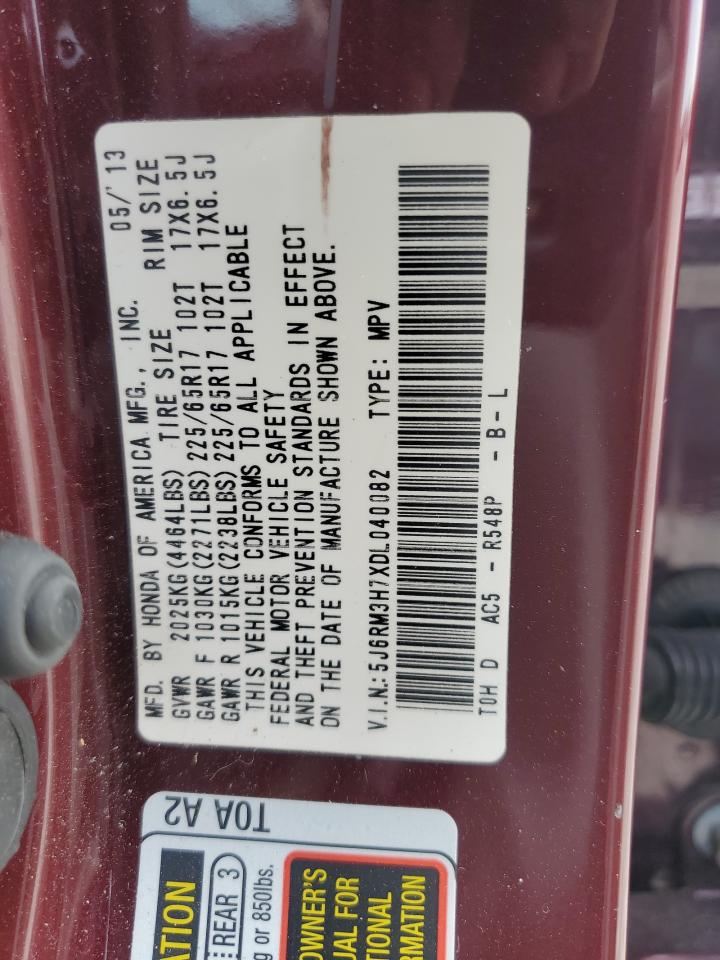 MFD. BY HONDA OF AMERICA MFG., INC. 05/'13
GVWR 2025KG(4464LBS) TIRE SIZE RIM SIZE
GAWR F 1030KG(2271LBS) 225/65R17 102T 17X6.5J
GAWR R 1015KG(2238LBS) 225/65R17 102T 17X6.5J
THIS VEHICLE CONFORMS TO ALL APPLICABLE
FEDERAL MOTOR VEHICLE SAFETY
AND THEFT PREVENTION STANDARDS IN EFFECT
ON THE DATE OF MANUFACTURE SHOWN ABOVE.
V.I.N.:5J6RM3H7XDL040082 TYPE: MPV
TOH D AC5 - R548P - B - L
T0A A2
ATION
REAR 3
g or 850lbs.
OWNER'S
UAL FOR
TIONAL
RMATION